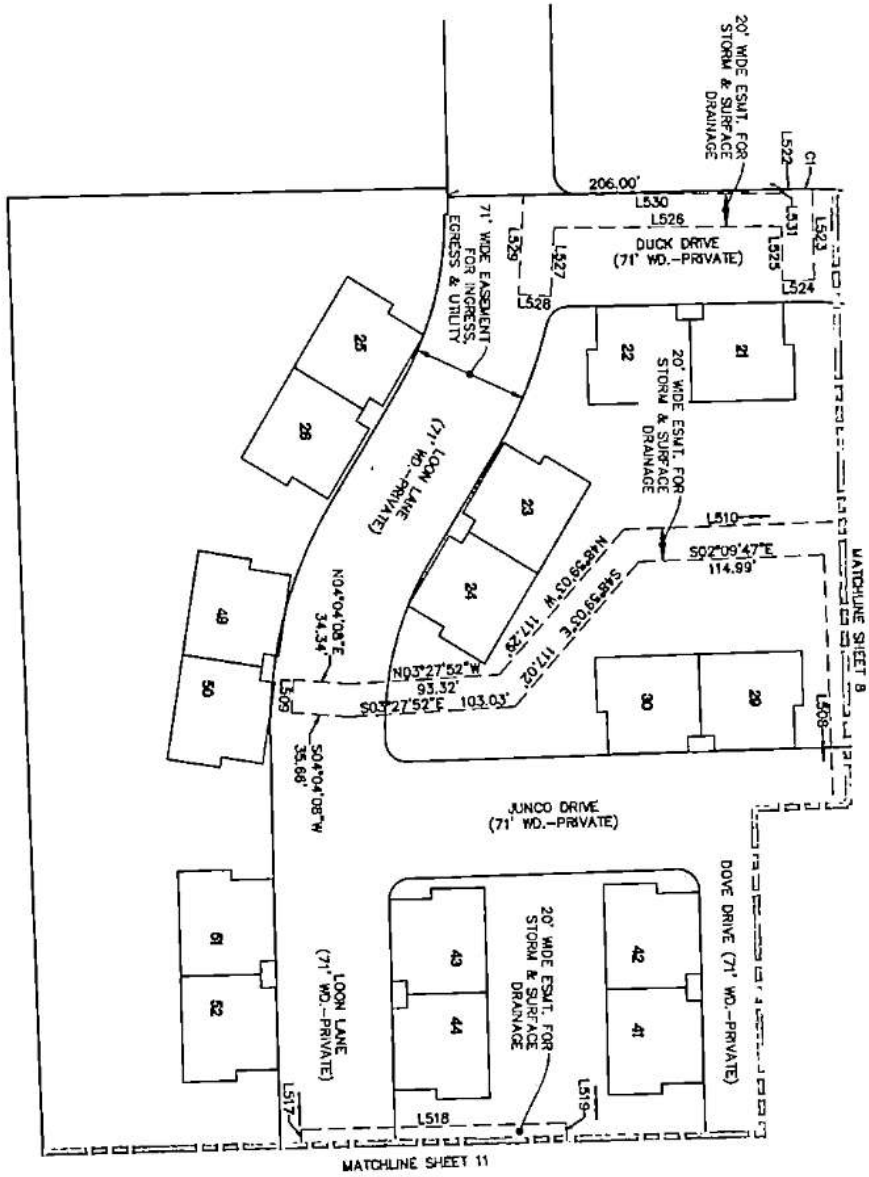 20' WIDE ESMT. FOR
STORM & SURFACE
DRAINAGE
L522
C1
206.00'
L530
L531
L523
L526
L525
L524
L529
L527
L528
DUCK DRIVE
(71' WD.-PRIVATE)
71' WIDE EASEMENT
FOR INGRESS,
EGRESS & UTILITY
25
26
22
21
20' WIDE ESMT. FOR
STORM & SURFACE
DRAINAGE
LOON LANE
(71' WD.-PRIVATE)
23
24
L510
S02°09'47"E
114.99'
MATCHLINE SHEET 8
N48°59'03"W 117.29'
S48°59'03"E 117.02'
49
50
N04°04'08"E
34.34'
N03°27'52"W
93.32'
S03°27'52"E 103.03'
L509
S04°04'08"W
35.66'
30
29
L508
JUNCO DRIVE
(71' WD.-PRIVATE)
DOVE DRIVE (71' WD.-PRIVATE)
51
52
LOON LANE
(71' WD.-PRIVATE)
43
44
20' WIDE ESMT. FOR
STORM & SURFACE
DRAINAGE
42
41
L517
L518
L519
MATCHLINE SHEET 11